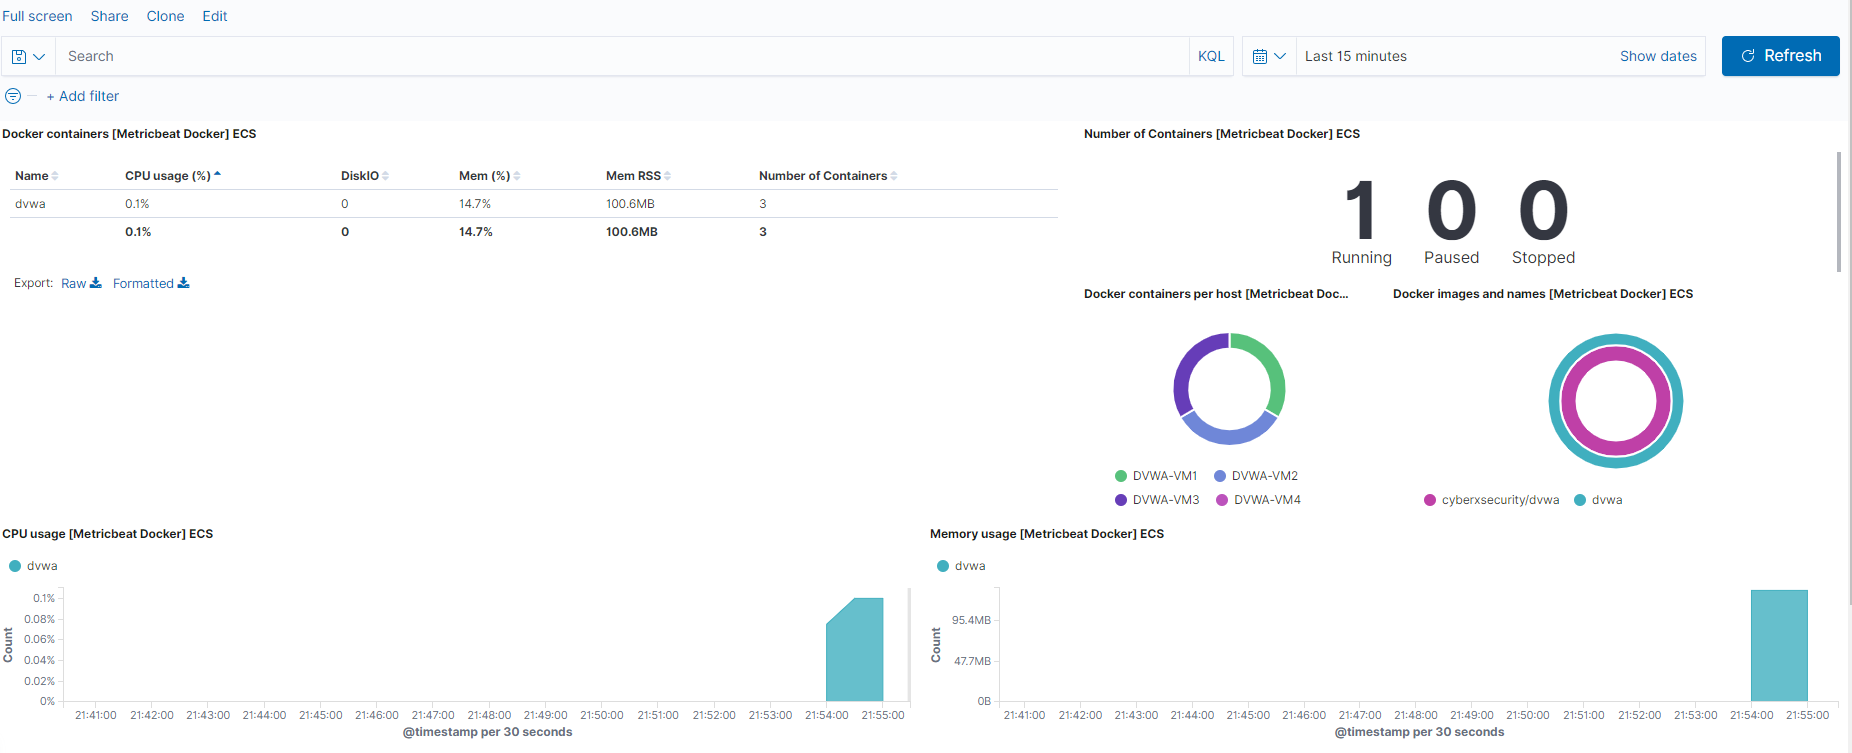 Full screen Share Clone Edit
Search KQL Last 15 minutes Show dates Refresh
+ Add filter
Docker containers [Metricbeat Docker] ECS
Name CPU usage (%) DiskIO Mem (%) Mem RSS Number of Containers
dvwa 0.1% 0 14.7% 100.6MB 3
0.1% 0 14.7% 100.6MB 3
Export: Raw Formatted
Number of Containers [Metricbeat Docker] ECS
1 0 0
Running Paused Stopped
Docker containers per host [Metricbeat Doc...
DVWA-VM1 DVWA-VM2
DVWA-VM3 DVWA-VM4
Docker images and names [Metricbeat Docker] ECS
cyberxsecurity/dvwa dvwa
CPU usage [Metricbeat Docker] ECS
dvwa
0.1%
0.08%
0.06%
0.04%
0.02%
0%
Count
21:41:00 21:42:00 21:43:00 21:44:00 21:45:00 21:46:00 21:47:00 21:48:00 21:49:00 21:50:00 21:51:00 21:52:00 21:53:00 21:54:00 21:55:00
@timestamp per 30 seconds
Memory usage [Metricbeat Docker] ECS
dvwa
95.4MB
47.7MB
0B
Count
21:41:00 21:42:00 21:43:00 21:44:00 21:45:00 21:46:00 21:47:00 21:48:00 21:49:00 21:50:00 21:51:00 21:52:00 21:53:00 21:54:00 21:55:00
@timestamp per 30 seconds